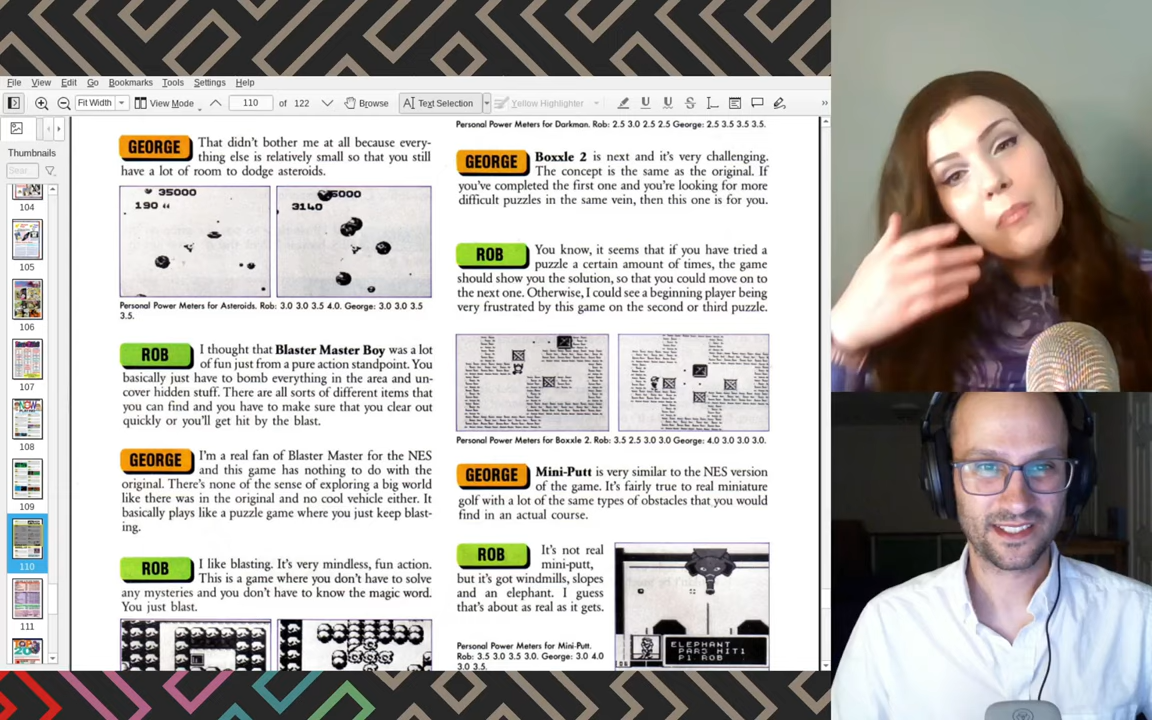 File View Edit Go Bookmarks Tools Settings Help
Fit Width View Mode 110 of 122 Browse Text Selection Yellow Highlighter
Thumbnails
Sear...
104
105
106
107
108
109
110
111
GEORGE That didn't bother me at all because every-
thing else is relatively small so that you still
have a lot of room to dodge asteroids.
35000
190
5000
3140
Personal Power Meters for Asteroids. Rob: 3.0 3.0 3.5 4.0. George: 3.0 3.0 3.5
3.5.
ROB I thought that Blaster Master Boy was a lot
of fun just from a pure action standpoint. You
basically just have to bomb everything in the area and un-
cover hidden stuff. There are all sorts of different items that
you can find and you have to make sure that you clear out
quickly or you'll get hit by the blast.
GEORGE I'm a real fan of Blaster Master for the NES
and this game has nothing to do with the
original. There's none of the sense of exploring a big world
like there was in the original and no cool vehicle either. It
basically plays like a puzzle game where you just keep blast-
ing.
ROB I like blasting. It's very mindless, fun action.
This is a game where you don't have to solve
any mysteries and you don't have to know the magic word.
You just blast.
Personal Power Meters for Darkman. Rob: 2.5 3.0 2.5 2.5 George: 2.5 3.5 3.5 3.5.
GEORGE Boxxle 2 is next and it's very challenging.
The concept is the same as the original. If
you've completed the first one and you're looking for more
difficult puzzles in the same vein, then this one is for you.
ROB You know, it seems that if you have tried a
puzzle a certain amount of times, the game
should show you the solution, so that you could move on to
the next one. Otherwise, I could see a beginning player being
very frustrated by this game on the second or third puzzle.
Personal Power Meters for Boxxle 2. Rob: 3.5 2.5 3.0 3.0 George: 4.0 3.0 3.0 3.0.
GEORGE Mini-Putt is very similar to the NES version
of the game. It's fairly true to real miniature
golf with a lot of the same types of obstacles that you would
find in an actual course.
ROB It's not real
mini-putt,
but it's got windmills, slopes
and an elephant. I guess
that's about as real as it gets.
Personal Power Meters for Mini-Putt.
Rob: 3.5 3.0 3.5 3.0. George: 3.0 4.0
3.0 3.5.
ELEPHANT
PAR3 HIT1
P1 ROB